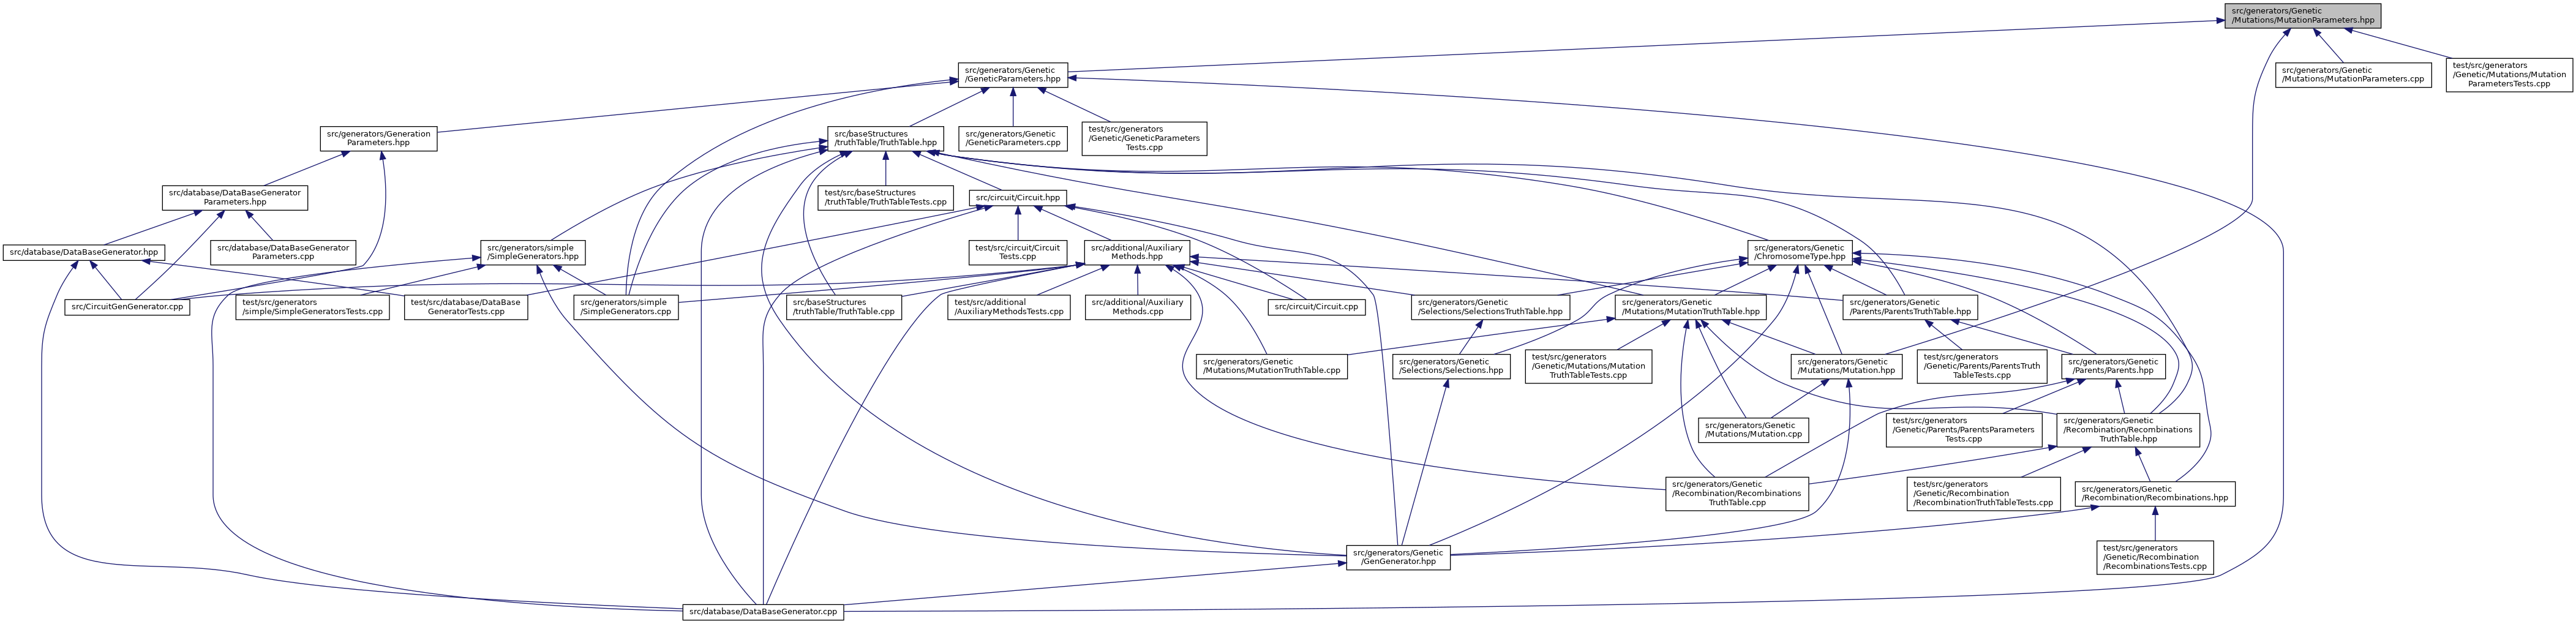 src/generators/Genetic
/Mutations/MutationParameters.hpp
src/generators/Genetic
/GeneticParameters.hpp
src/generators/Genetic
/Mutations/MutationParameters.cpp
test/src/generators
/Genetic/Mutations/Mutation
ParametersTests.cpp
src/generators/Generation
Parameters.hpp
src/baseStructures
/truthTable/TruthTable.hpp
src/generators/Genetic
/GeneticParameters.cpp
test/src/generators
/Genetic/GeneticParameters
Tests.cpp
src/database/DataBaseGenerator
Parameters.hpp
test/src/baseStructures
/truthTable/TruthTableTests.cpp
src/circuit/Circuit.hpp
src/database/DataBaseGenerator.hpp
src/database/DataBaseGenerator
Parameters.cpp
src/generators/simple
/SimpleGenerators.hpp
test/src/circuit/Circuit
Tests.cpp
src/additional/Auxiliary
Methods.hpp
src/generators/Genetic
/ChromosomeType.hpp
src/CircuitGenGenerator.cpp
test/src/generators
/simple/SimpleGeneratorsTests.cpp
test/src/database/DataBase
GeneratorTests.cpp
src/generators/simple
/SimpleGenerators.cpp
src/baseStructures
/truthTable/TruthTable.cpp
test/src/additional
/AuxiliaryMethodsTests.cpp
src/additional/Auxiliary
Methods.cpp
src/circuit/Circuit.cpp
src/generators/Genetic
/Selections/SelectionsTruthTable.hpp
src/generators/Genetic
/Mutations/MutationTruthTable.hpp
src/generators/Genetic
/Parents/ParentsTruthTable.hpp
src/generators/Genetic
/Mutations/MutationTruthTable.cpp
src/generators/Genetic
/Selections/Selections.hpp
test/src/generators
/Genetic/Mutations/Mutation
TruthTableTests.cpp
src/generators/Genetic
/Mutations/Mutation.hpp
test/src/generators
/Genetic/Parents/ParentsTruth
TableTests.cpp
src/generators/Genetic
/Parents/Parents.hpp
src/generators/Genetic
/Mutations/Mutation.cpp
test/src/generators
/Genetic/Parents/ParentsParameters
Tests.cpp
src/generators/Genetic
/Recombination/Recombinations
TruthTable.hpp
src/generators/Genetic
/Recombination/Recombinations
TruthTable.cpp
test/src/generators
/Genetic/Recombination
/RecombinationTruthTableTests.cpp
src/generators/Genetic
/Recombination/Recombinations.hpp
src/generators/Genetic
/GenGenerator.hpp
test/src/generators
/Genetic/Recombination
/RecombinationsTests.cpp
src/database/DataBaseGenerator.cpp